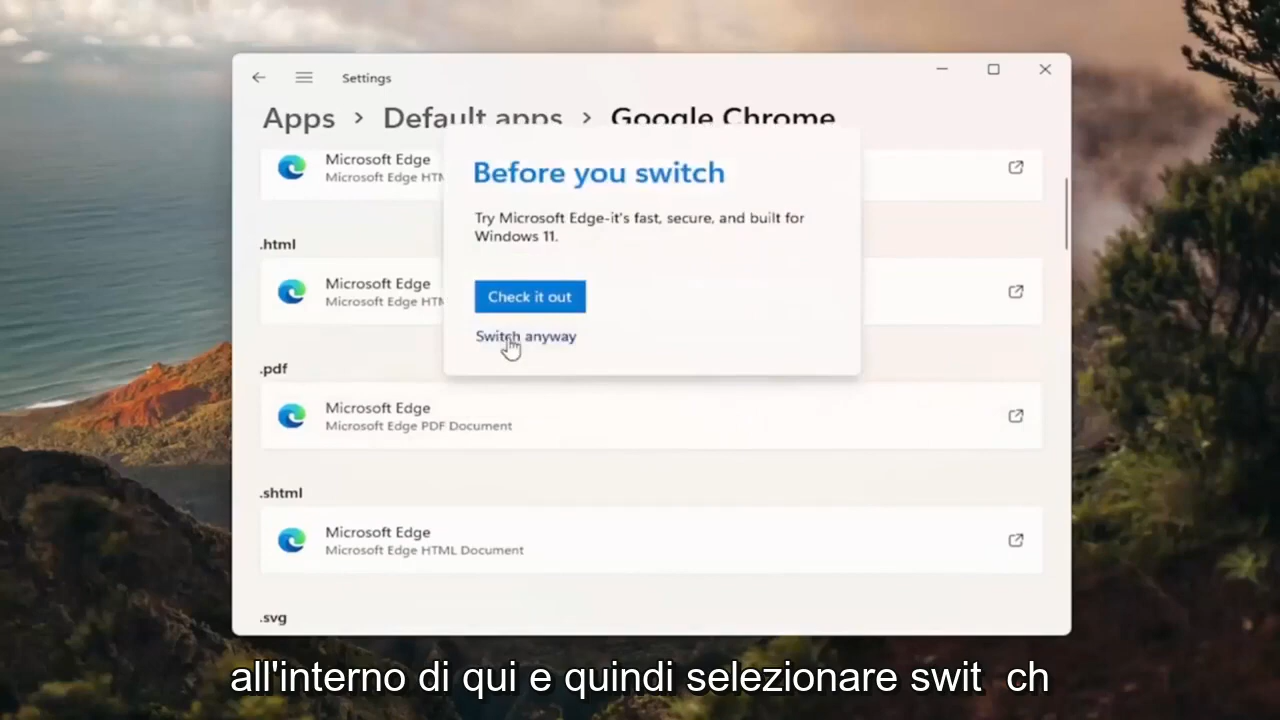 Settings
Apps > Default apps > Google Chrome
Microsoft Edge
Microsoft Edge HTM
Before you switch
Try Microsoft Edge-it's fast, secure, and built for
Windows 11.
Check it out
Switch anyway
.html
Microsoft Edge
Microsoft Edge HTM
.pdf
Microsoft Edge
Microsoft Edge PDF Document
.shtml
Microsoft Edge
Microsoft Edge HTML Document
.svg
all'interno di qui e quindi selezionare swit ch